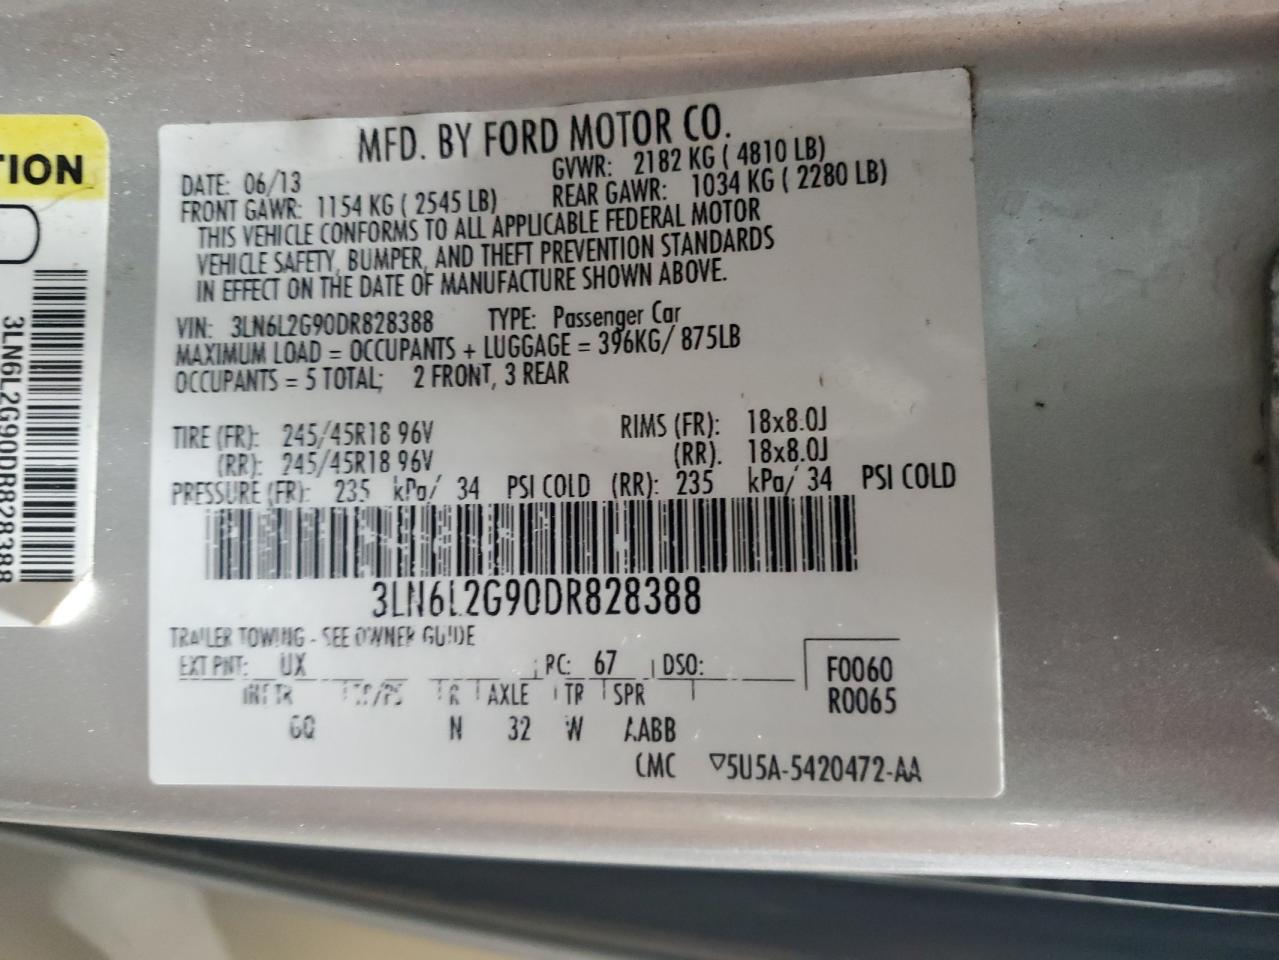 TION
3LN6L2G90DR828388
MFD. BY FORD MOTOR CO.
DATE: 06/13 GVWR: 2182 KG ( 4810 LB)
FRONT GAWR: 1154 KG ( 2545 LB) REAR GAWR: 1034 KG ( 2280 LB)
THIS VEHICLE CONFORMS TO ALL APPLICABLE FEDERAL MOTOR
VEHICLE SAFETY, BUMPER, AND THEFT PREVENTION STANDARDS
IN EFFECT ON THE DATE OF MANUFACTURE SHOWN ABOVE.
VIN: 3LN6L2G90DR828388 TYPE: Passenger Car
MAXIMUM LOAD = OCCUPANTS + LUGGAGE = 396KG/ 875LB
OCCUPANTS = 5 TOTAL; 2 FRONT, 3 REAR
TIRE (FR): 245/45R18 96V RIMS (FR): 18x8.0J
(RR): 245/45R18 96V (RR). 18x8.0J
PRESSURE (FR): 235 kPa/ 34 PSI COLD (RR): 235 kPa/ 34 PSI COLD
3LN6L2G90DR828388
TRAILER TOWING - SEE OWNER GUIDE
EXT PNT: UX RC: 67 DSO: F0060
INT TR R AXLE TR SPR R0065
N 32 W AABB
CMC ▽5U5A-5420472-AA